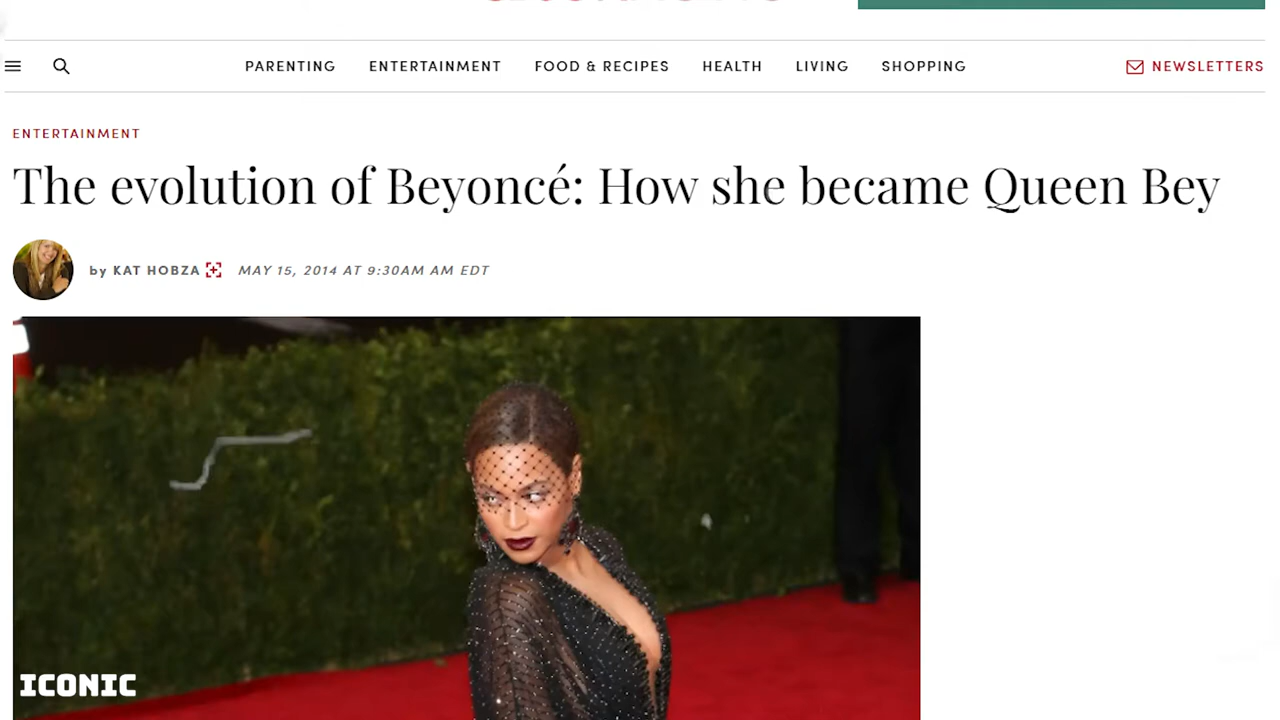 PARENTING ENTERTAINMENT FOOD & RECIPES HEALTH LIVING SHOPPING NEWSLETTERS
ENTERTAINMENT
The evolution of Beyoncé: How she became Queen Bey
by KAT HOBZA MAY 15, 2014 AT 9:30AM AM EDT
ICONIC